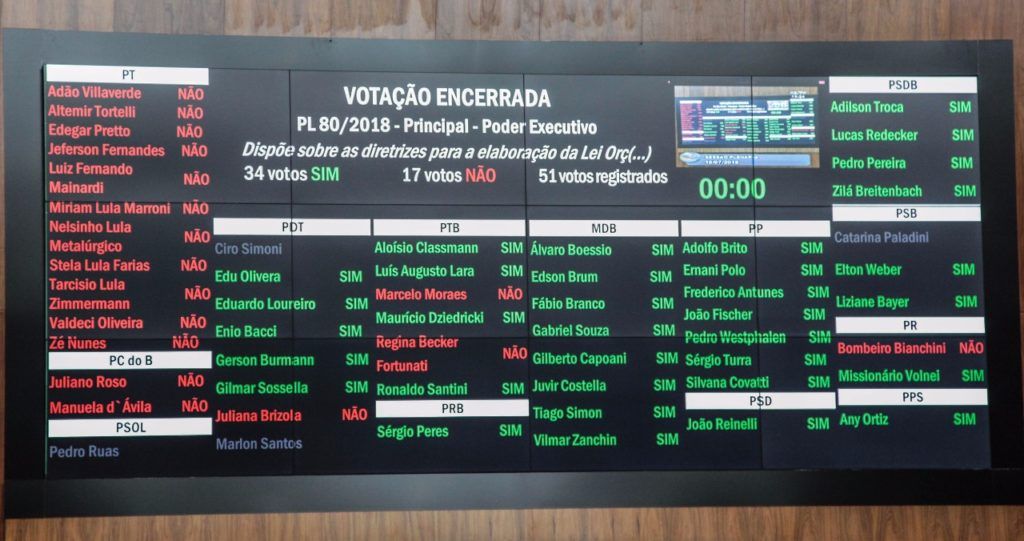 PT
Adão Villaverde NÃO
Altemir Tortelli NÃO
Edegar Pretto NÃO
Jeferson Fernandes NÃO
Luiz Fernando
Mainardi NÃO
Miriam Lula Marroni NÃO
Nelsinho Lula
Metalúrgico NÃO
Stela Lula Farias NÃO
Tarcisio Lula
Zimmermann NÃO
Valdeci Oliveira NÃO
Zé Nunes NÃO
PC do B
Juliano Roso NÃO
Manuela d`Ávila NÃO
PSOL
Pedro Ruas
VOTAÇÃO ENCERRADA
PL 80/2018 - Principal - Poder Executivo
Dispõe sobre as diretrizes para a elaboração da Lei Orç(...)
34 votos SIM 17 votos NÃO 51 votos registrados
00:00
PDT
Ciro Simoni
Edu Olivera SIM
Eduardo Loureiro SIM
Enio Bacci SIM
Gerson Burmann SIM
Gilmar Sossella SIM
Juliana Brizola NÃO
Marlon Santos
PTB
Aloísio Classmann SIM
Luís Augusto Lara SIM
Marcelo Moraes NÃO
Maurício Dziedricki SIM
Regina Becker
Fortunati NÃO
Ronaldo Santini SIM
PRB
Sérgio Peres SIM
MDB
Álvaro Boessio SIM
Edson Brum SIM
Fábio Branco SIM
Gabriel Souza SIM
Gilberto Capoani SIM
Juvir Costella SIM
Tiago Simon SIM
Vilmar Zanchin SIM
PP
Adolfo Brito SIM
Ernani Polo SIM
Frederico Antunes SIM
João Fischer SIM
Pedro Westphalen SIM
Sérgio Turra SIM
Silvana Covatti SIM
PSD
João Reinelli SIM
PSDB
Adilson Troca SIM
Lucas Redecker SIM
Pedro Pereira SIM
Zilá Breitenbach SIM
PSB
Catarina Paladini
Elton Weber SIM
Liziane Bayer SIM
PR
Bombeiro Bianchini NÃO
Missionário Volnei SIM
PPS
Any Ortiz SIM